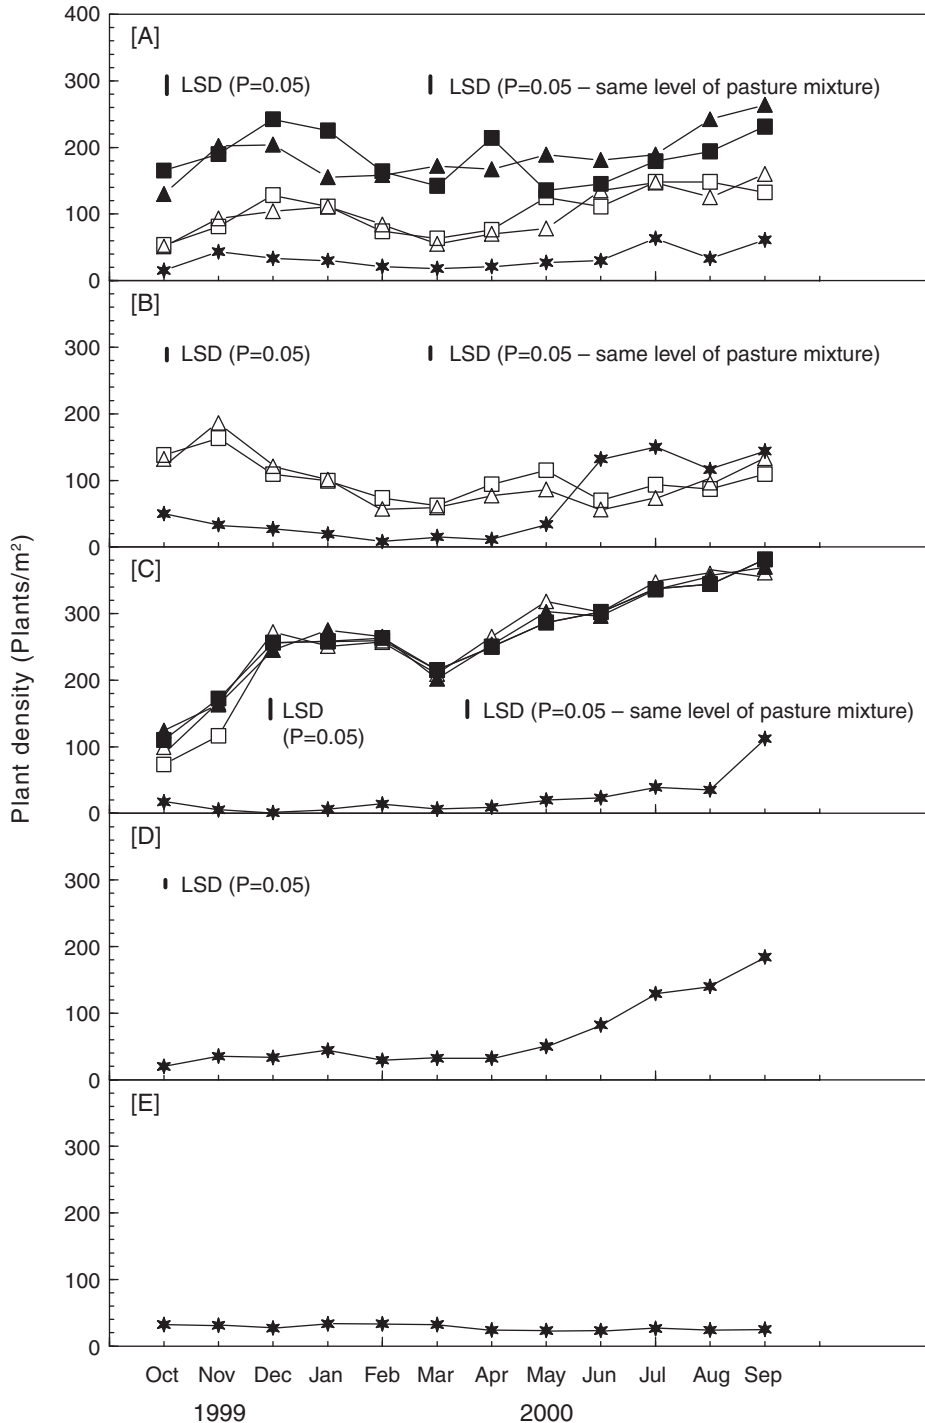 400
[A]
300
LSD (P=0.05)
LSD (P=0.05 – same level of pasture mixture)
200
100
0
[B]
300
LSD (P=0.05)
LSD (P=0.05 – same level of pasture mixture)
200
100
0
[C]
300
200
LSD
(P=0.05)
LSD (P=0.05 – same level of pasture mixture)
100
0
Plant density (Plants/m²)
[D]
300
LSD (P=0.05)
200
100
0
[E]
300
200
100
0
Oct Nov Dec Jan Feb Mar Apr May Jun Jul Aug Sep
1999 2000